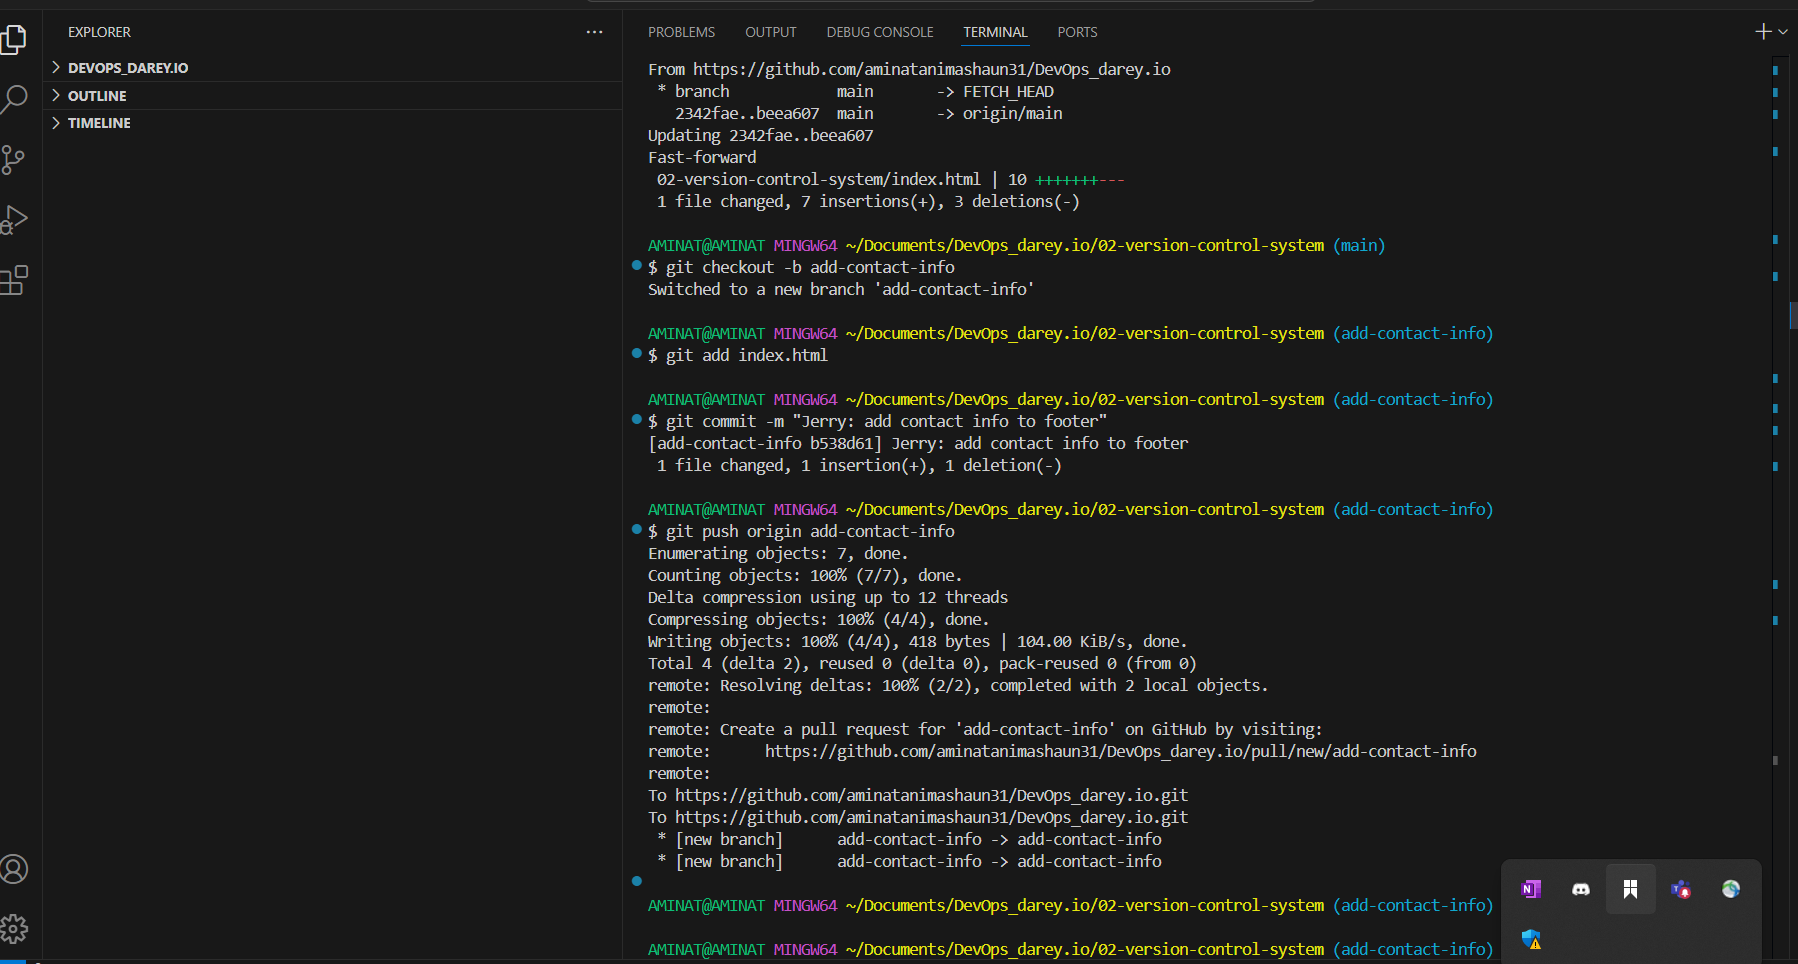 EXPLORER
DEVOPS_DAREY.IO
OUTLINE
TIMELINE
PROBLEMS OUTPUT DEBUG CONSOLE TERMINAL PORTS
From https://github.com/aminatanimashaun31/DevOps_darey.io
 * branch            main       -> FETCH_HEAD
   2342fae..beea607  main       -> origin/main
Updating 2342fae..beea607
Fast-forward
 02-version-control-system/index.html | 10 +++++++---
 1 file changed, 7 insertions(+), 3 deletions(-)
AMINAT@AMINAT MINGW64 ~/Documents/DevOps_darey.io/02-version-control-system (main)
$ git checkout -b add-contact-info
Switched to a new branch 'add-contact-info'
AMINAT@AMINAT MINGW64 ~/Documents/DevOps_darey.io/02-version-control-system (add-contact-info)
$ git add index.html
AMINAT@AMINAT MINGW64 ~/Documents/DevOps_darey.io/02-version-control-system (add-contact-info)
$ git commit -m "Jerry: add contact info to footer"
[add-contact-info b538d61] Jerry: add contact info to footer
 1 file changed, 1 insertion(+), 1 deletion(-)
AMINAT@AMINAT MINGW64 ~/Documents/DevOps_darey.io/02-version-control-system (add-contact-info)
$ git push origin add-contact-info
Enumerating objects: 7, done.
Counting objects: 100% (7/7), done.
Delta compression using up to 12 threads
Compressing objects: 100% (4/4), done.
Writing objects: 100% (4/4), 418 bytes | 104.00 KiB/s, done.
Total 4 (delta 2), reused 0 (delta 0), pack-reused 0 (from 0)
remote: Resolving deltas: 100% (2/2), completed with 2 local objects.
remote:
remote: Create a pull request for 'add-contact-info' on GitHub by visiting:
remote:      https://github.com/aminatanimashaun31/DevOps_darey.io/pull/new/add-contact-info
remote:
To https://github.com/aminatanimashaun31/DevOps_darey.io.git
To https://github.com/aminatanimashaun31/DevOps_darey.io.git
 * [new branch]      add-contact-info -> add-contact-info
 * [new branch]      add-contact-info -> add-contact-info
AMINAT@AMINAT MINGW64 ~/Documents/DevOps_darey.io/02-version-control-system (add-contact-info)
AMINAT@AMINAT MINGW64 ~/Documents/DevOps_darey.io/02-version-control-system (add-contact-info)